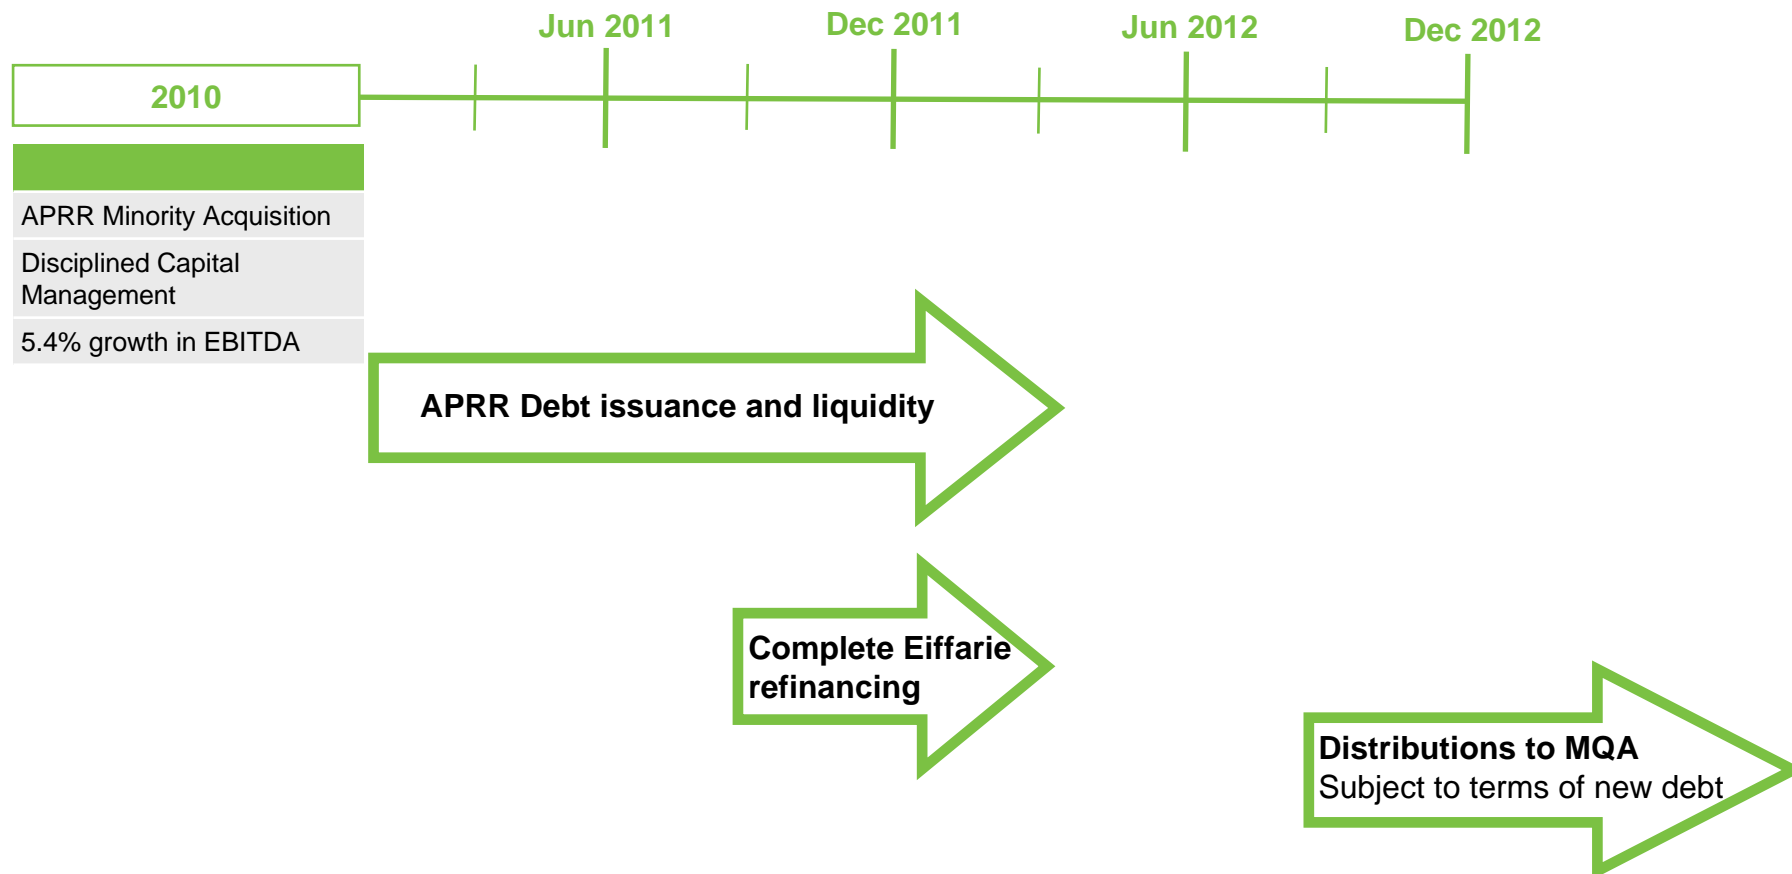 Jun 2011
Dec 2011
Jun 2012
Dec 2012
2010
APRR Minority Acquisition
Disciplined Capital
Management
5.4% growth in EBITDA
APRR Debt issuance and liquidity
Complete Eiffarie
refinancing
Distributions to MQA
Subject to terms of new debt